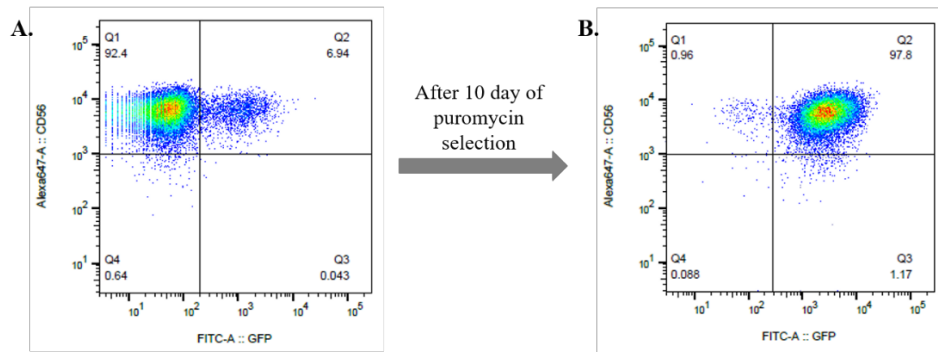 A.
Q1
92.4
Q2
6.94
10^5
10^4
10^3
10^2
10^1
Alexa647-A :: CD56
Q4
0.64
Q3
0.043
10^1 10^2 10^3 10^4 10^5
FITC-A :: GFP
After 10 day of
puromycin
selection
B.
Q1
0.96
Q2
97.8
10^5
10^4
10^3
10^2
10^1
Alexa647-A :: CD56
Q4
0.088
Q3
1.17
10^1 10^2 10^3 10^4 10^5
FITC-A :: GFP